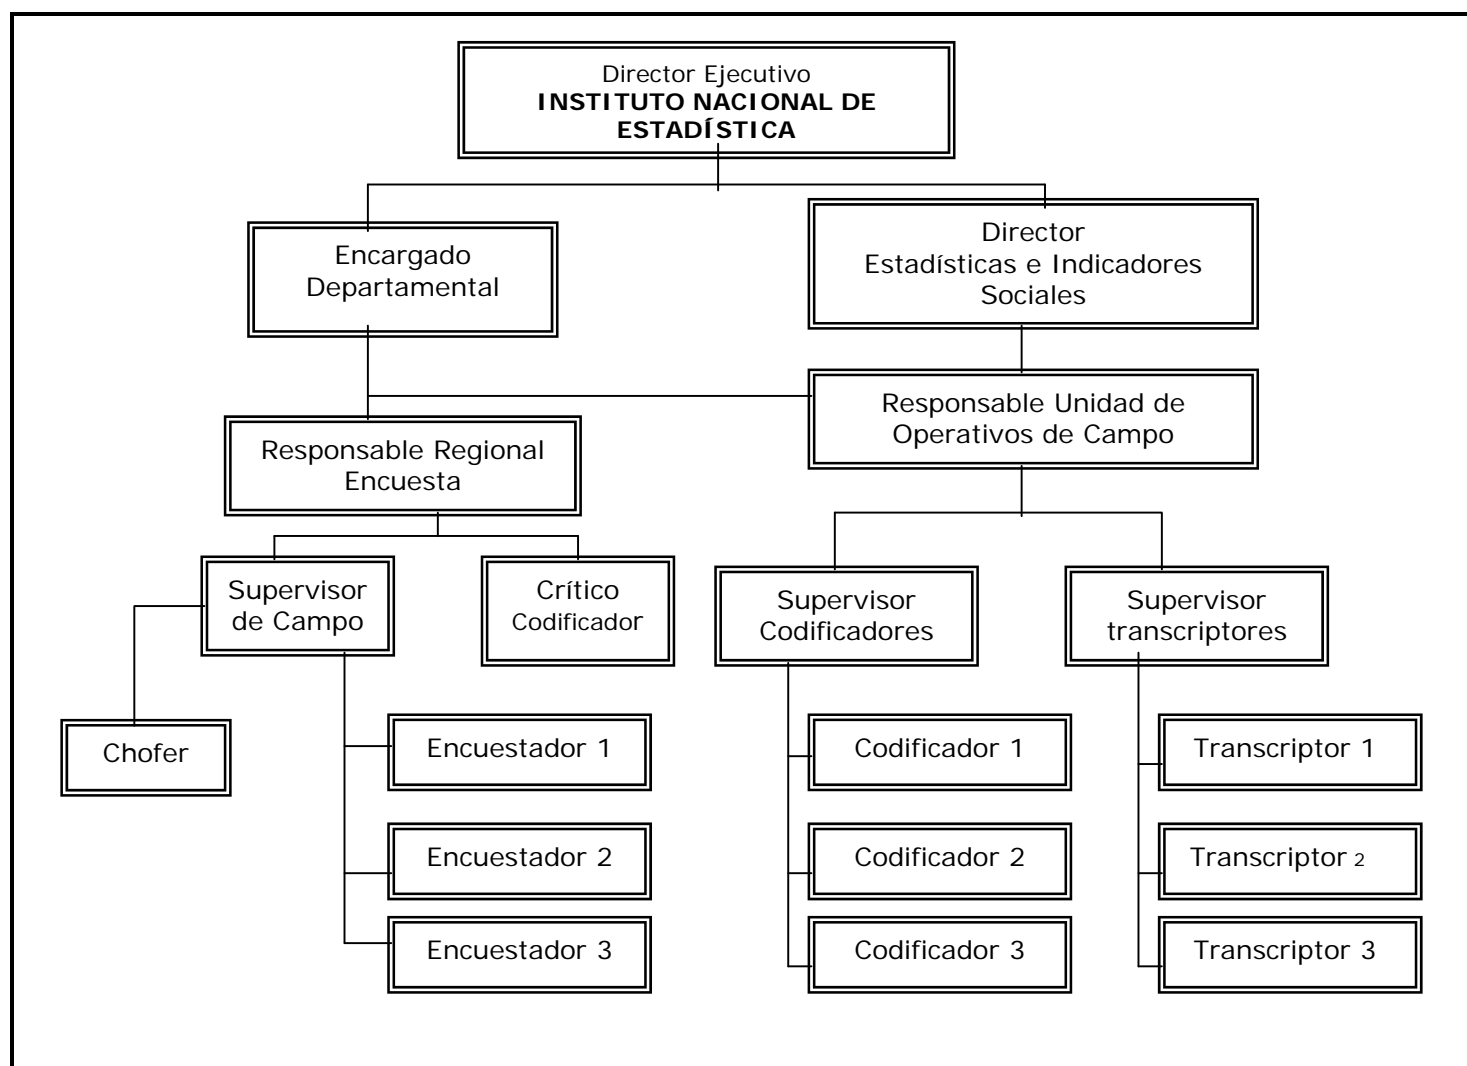 Director Ejecutivo
INSTITUTO NACIONAL DE
ESTADÍSTICA
Encargado
Departamental
Director
Estadísticas e Indicadores
Sociales
Responsable Unidad de
Operativos de Campo
Responsable Regional
Encuesta
Supervisor
de Campo
Crítico
Codificador
Supervisor
Codificadores
Supervisor
transcriptores
Chofer
Encuestador 1
Codificador 1
Transcriptor 1
Encuestador 2
Codificador 2
Transcriptor 2
Encuestador 3
Codificador 3
Transcriptor 3